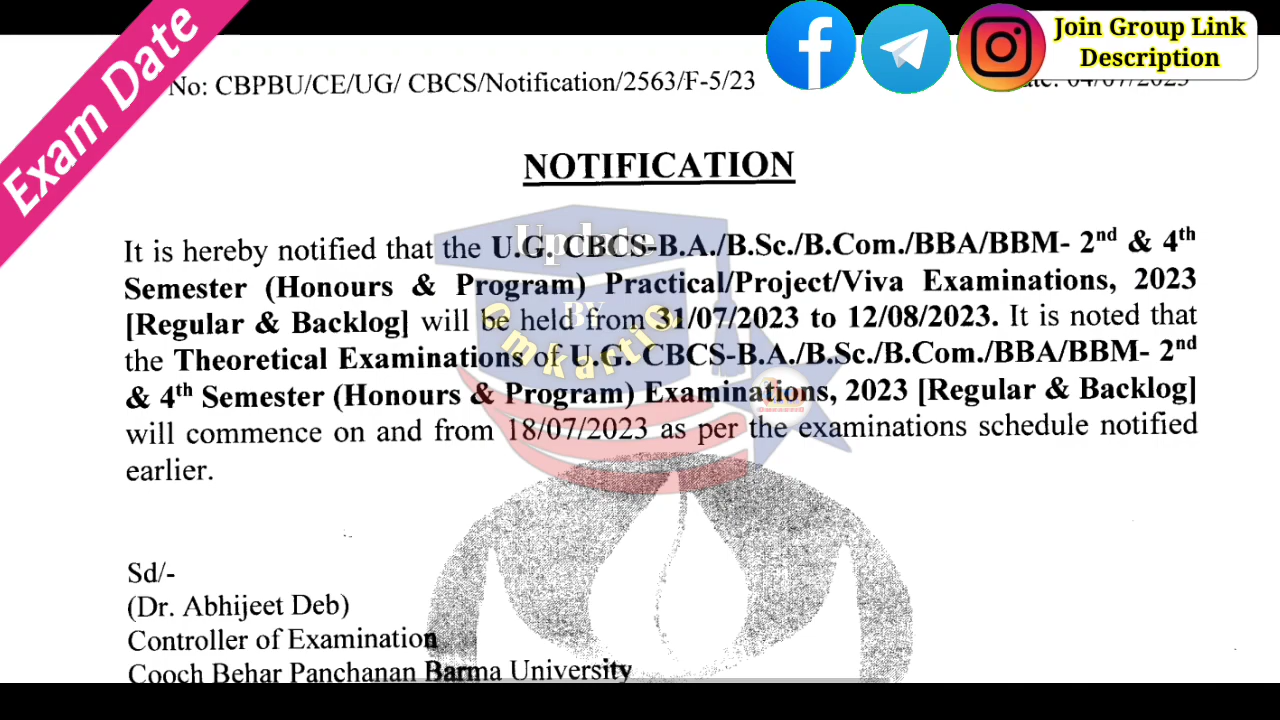 Exam Date
Join Group Link
Description
No: CBPBU/CE/UG/ CBCS/Notification/2563/F-5/23
NOTIFICATION
It is hereby notified that the U.G. CBCS-B.A./B.Sc./B.Com./BBA/BBM- 2nd & 4th
Semester (Honours & Program) Practical/Project/Viva Examinations, 2023
[Regular & Backlog] will be held from 31/07/2023 to 12/08/2023. It is noted that
the Theoretical Examinations of U.G. CBCS-B.A./B.Sc./B.Com./BBA/BBM- 2nd
& 4th Semester (Honours & Program) Examinations, 2023 [Regular & Backlog]
will commence on and from 18/07/2023 as per the examinations schedule notified
earlier.
Update
BY
Cmkartic
Sd/-
(Dr. Abhijeet Deb)
Controller of Examination
Cooch Behar Panchanan Barma University